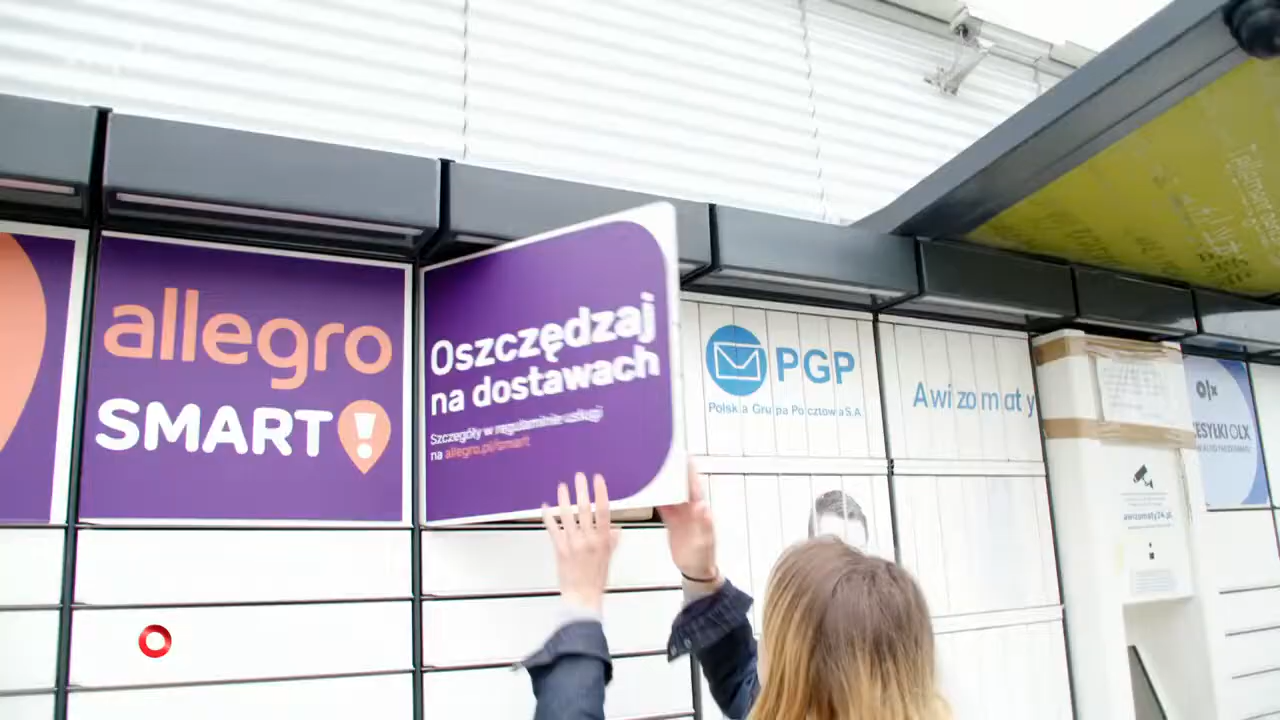 allegro
SMART!
Oszczędzaj
na dostawach
Szczegóły w regulaminie usługi
na allegro.pl/smart
PGP
Polska Grupa Pocztowa S.A
Awizomaty
olx
ESYŁKI OLX
awizomaty24.pl